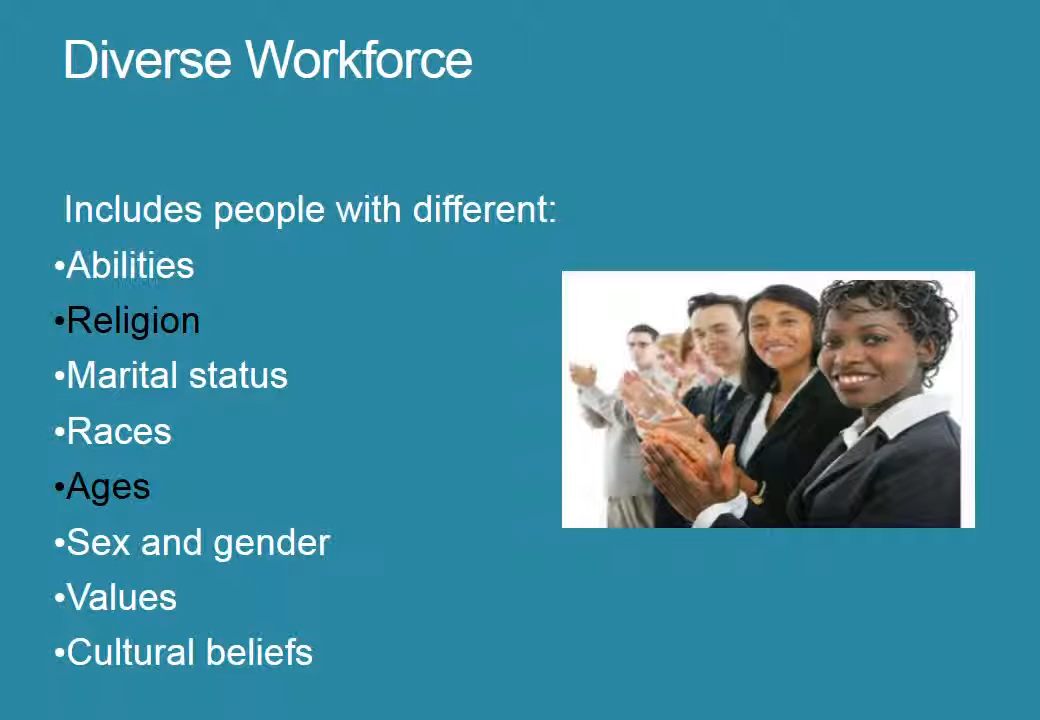 Diverse Workforce
Includes people with different:
•Abilities
•Religion
•Marital status
•Races
•Ages
•Sex and gender
•Values
•Cultural beliefs